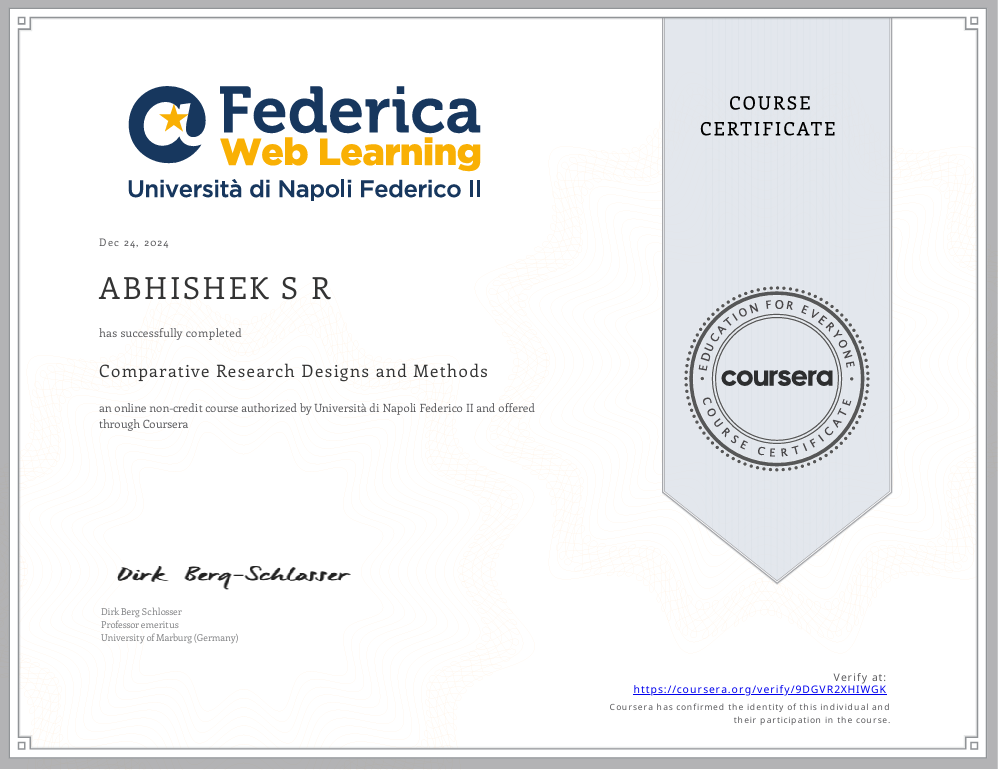 Federica
Web Learning
Università di Napoli Federico II
COURSE
CERTIFICATE
Dec 24, 2024
ABHISHEK S R
has successfully completed
Comparative Research Designs and Methods
an online non-credit course authorized by Università di Napoli Federico II and offered
through Coursera
EDUCATION FOR EVERYONE
coursera
COURSE CERTIFICATE
Dirk Berg-Schlosser
Dirk Berg Schlosser
Professor emeritus
University of Marburg (Germany)
Verify at:
https://coursera.org/verify/9DGVR2XHIWGK
Coursera has confirmed the identity of this individual and
their participation in the course.